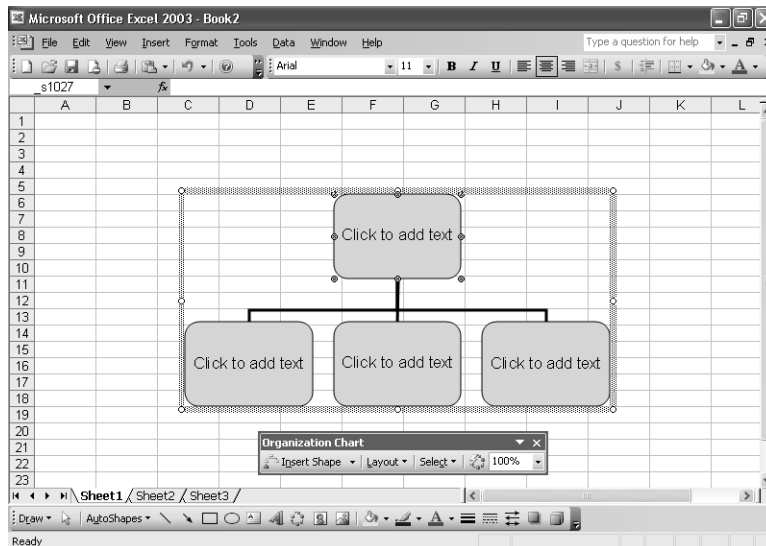 Microsoft Office Excel 2003 - Book2
File Edit View Insert Format Tools Data Window Help Type a question for help
Arial 11 B I U $ A
_s1027 fx
A B C D E F G H I J K L
1
2
3
4
5
6
7
Click to add text
8
9
10
11
12
13
14
15
Click to add text Click to add text Click to add text
16
17
18
19
20
21
Organization Chart
22
Insert Shape Layout Select 100%
23
Sheet1 Sheet2 Sheet3
Draw AutoShapes A A
Ready